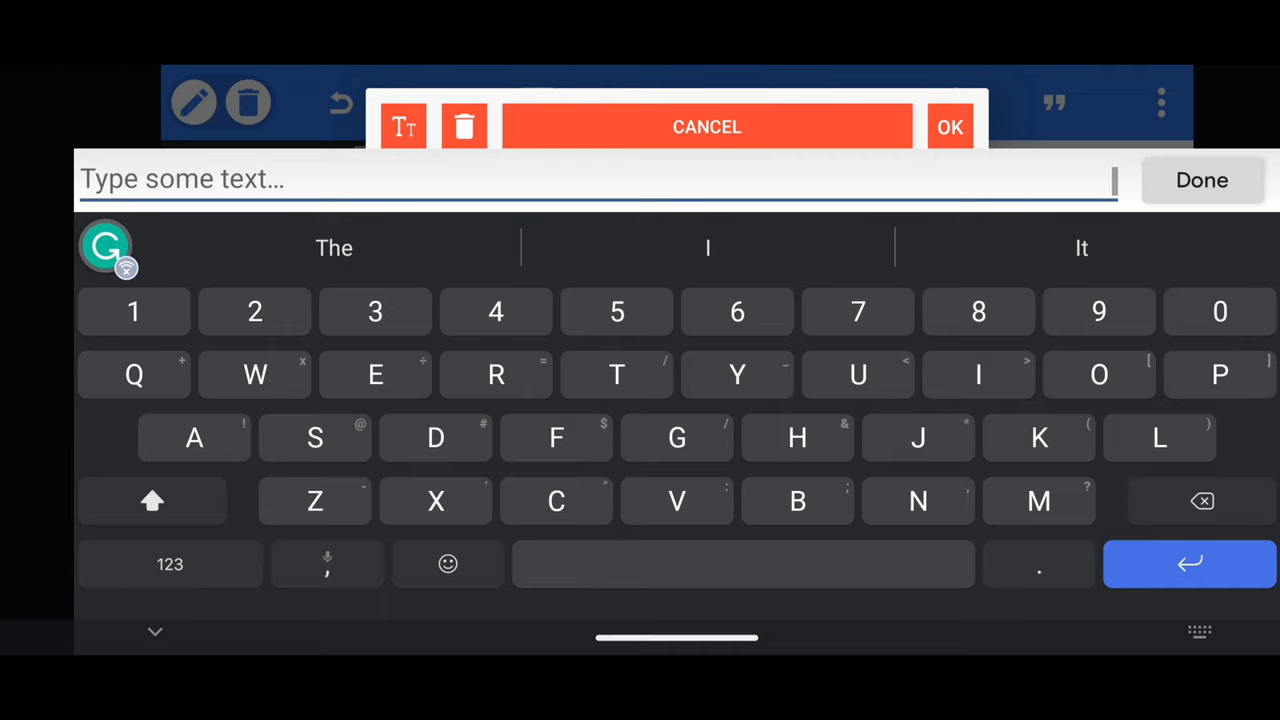 Tт CANCEL OK
Type some text... Done
The I It
1 2 3 4 5 6 7 8 9 0
Q + W x E ÷ R = T / Y _ U < I > O [ P ]
A ! S @ D # F $ G / H & J * K ( L )
Z - X ' C " V : B ; N , M ?
123 , .